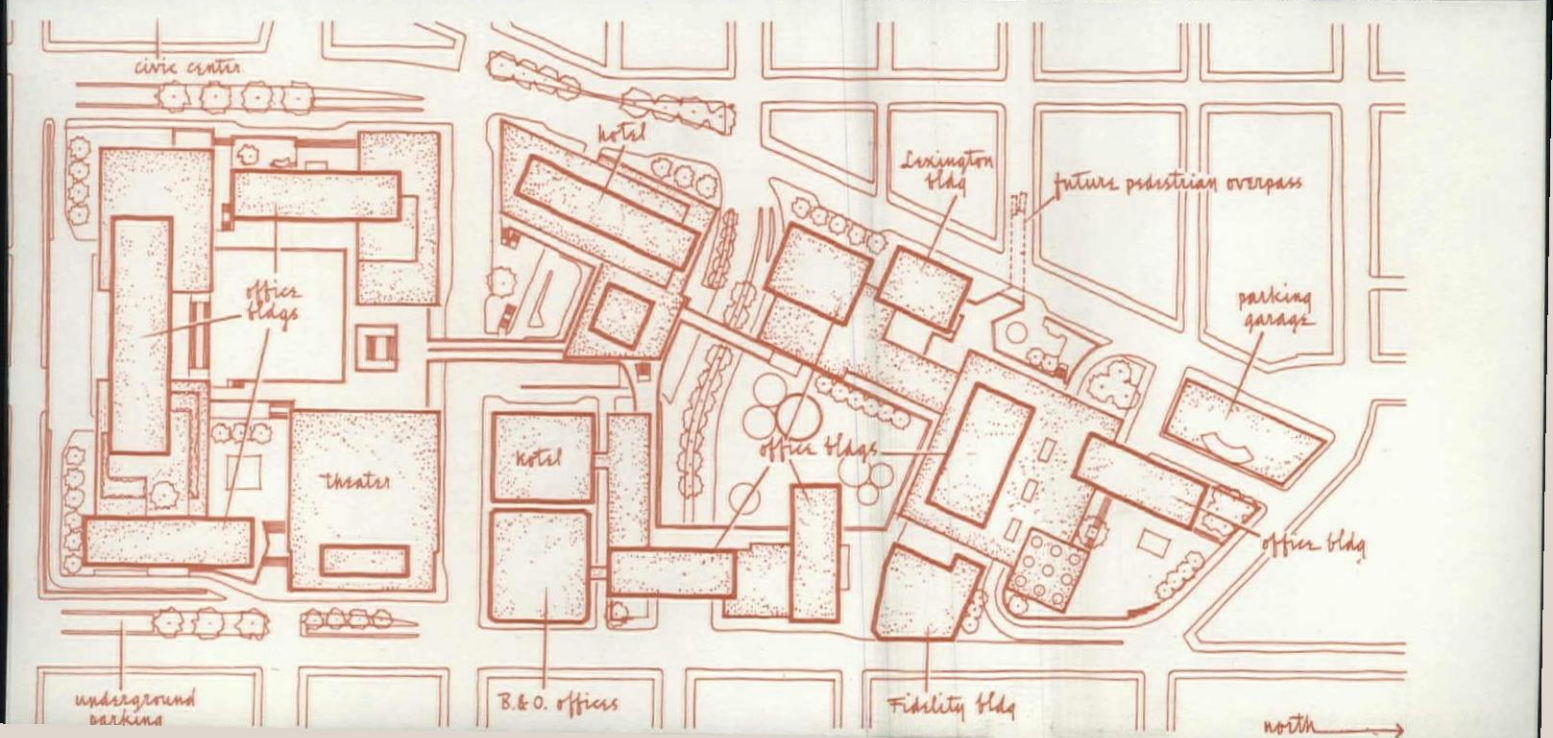 civic center
hotel
Lexington
bldg
future pedestrian overpass
office
bldgs
parking
garage
theater
hotel
office bldgs
office bldg
underground
parking
B.& O. offices
Fidelity bldg
north